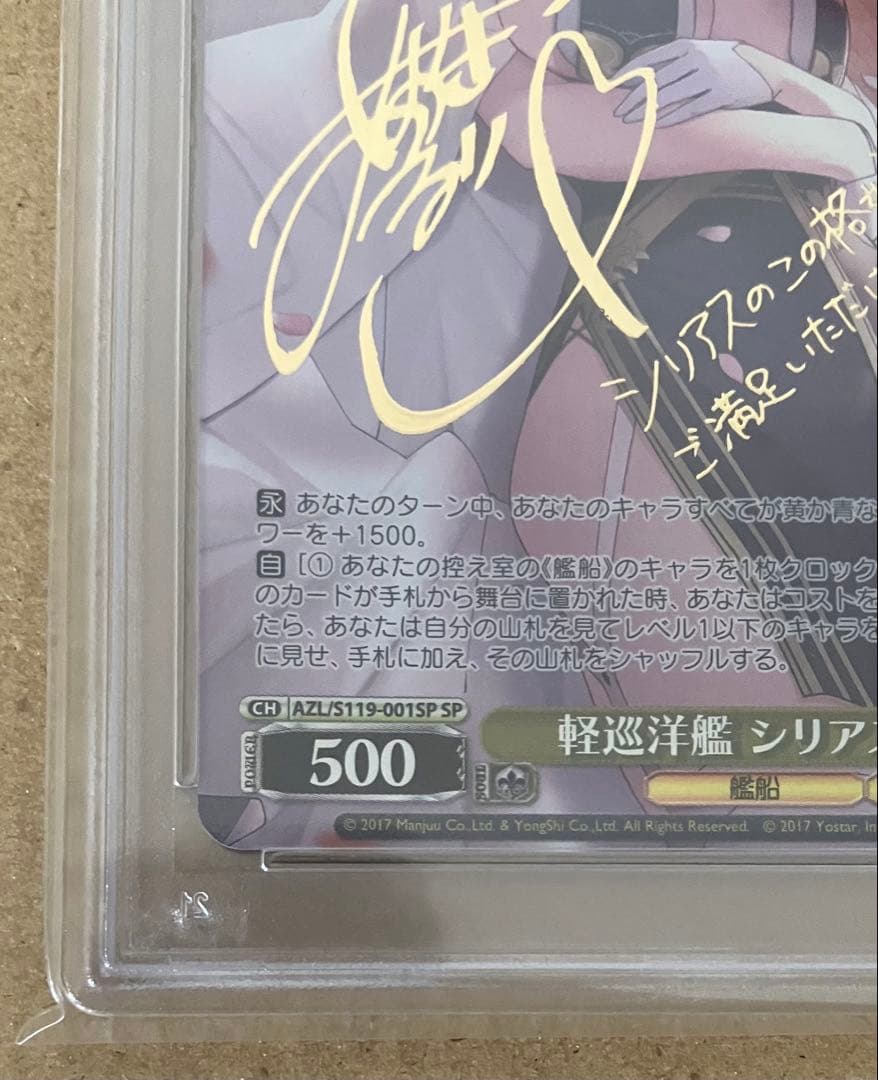 シリアスのこの格
ご満足いただ
永 あなたのターン中、あなたのキャラすべてが黄か青な
ワーを+1500。
自 [① あなたの控え室の《艦船》のキャラを1枚クロック
のカードが手札から舞台に置かれた時、あなたはコストを
たら、あなたは自分の山札を見てレベル1以下のキャラを
に見せ、手札に加え、その山札をシャッフルする。
CH AZL/S119-001SP SP
POWER 500
SOUL
軽巡洋艦 シリアス
艦船
© 2017 Manjuu Co.,Ltd. & YongShi Co.,Ltd. All Rights Reserved. © 2017 Yostar, In
21